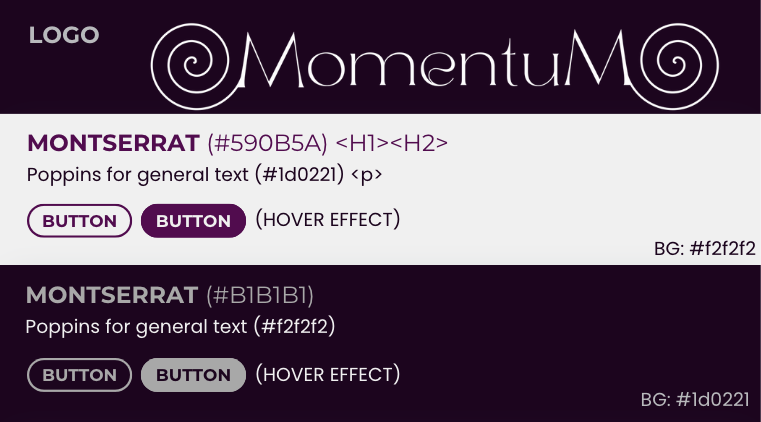 LOGO
MomentuM
MONTSERRAT (#590B5A) <H1><H2>
Poppins for general text (#1d0221) <p>
BUTTON BUTTON (HOVER EFFECT)
BG: #f2f2f2
MONTSERRAT (#B1B1B1)
Poppins for general text (#f2f2f2)
BUTTON BUTTON (HOVER EFFECT)
BG: #1d0221